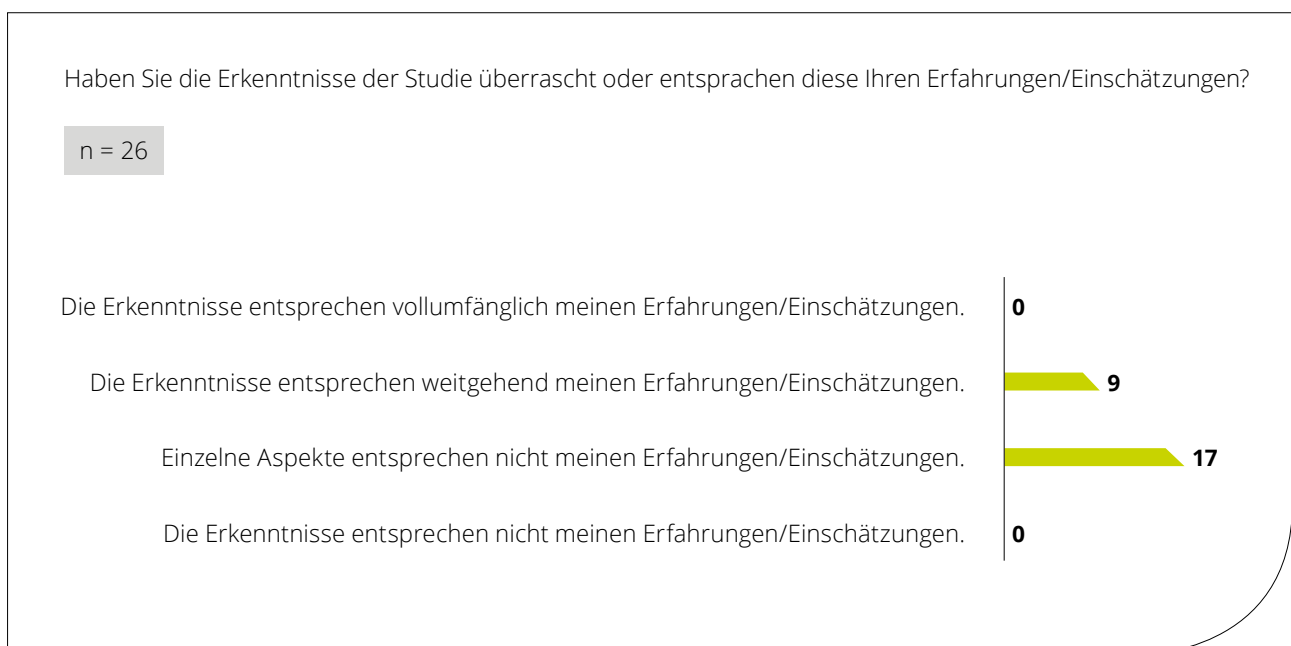 Haben Sie die Erkenntnisse der Studie überrascht oder entsprachen diese Ihren Erfahrungen/Einschätzungen?
n = 26
Die Erkenntnisse entsprechen vollumfänglich meinen Erfahrungen/Einschätzungen. 0
Die Erkenntnisse entsprechen weitgehend meinen Erfahrungen/Einschätzungen. 9
Einzelne Aspekte entsprechen nicht meinen Erfahrungen/Einschätzungen. 17
Die Erkenntnisse entsprechen nicht meinen Erfahrungen/Einschätzungen. 0